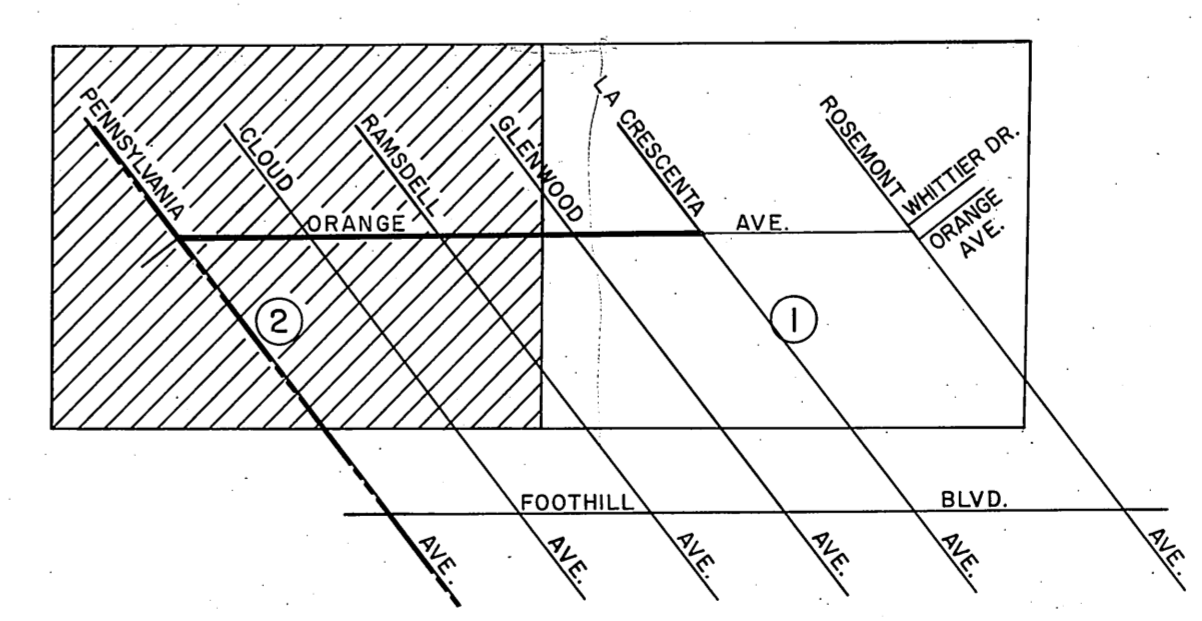 PENNSYLVANIA
CLOUD
RAMSDELL
GLENWOOD
LA CRESCENTA
ROSEMONT
WHITTIER DR.
ORANGE AVE.
ORANGE
AVE.
2
1
FOOTHILL BLVD.
AVE.
AVE.
AVE.
AVE.
AVE.
AVE.